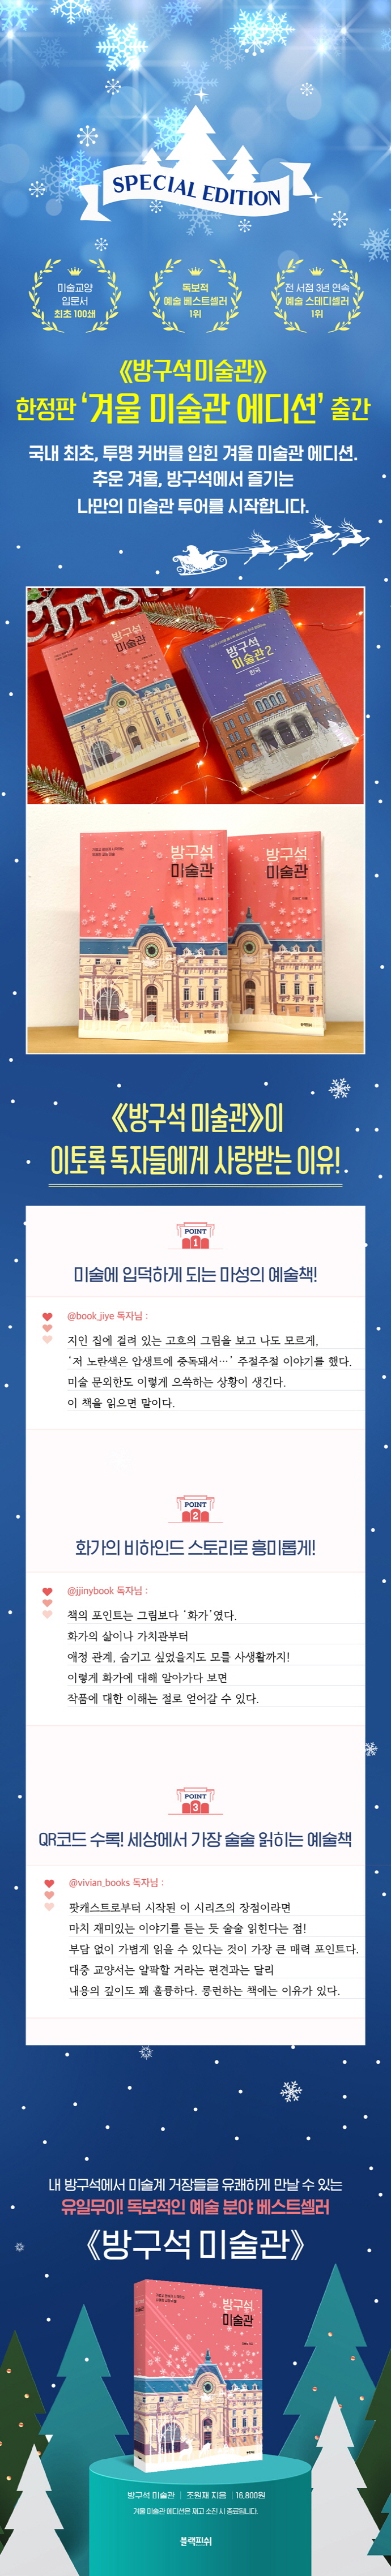 SPECIAL EDITION
미술교양
입문서
최초 100쇄
독보적
예술 베스트셀러
1위
전 서점 3년 연속
예술 스테디셀러
1위
《방구석 미술관》
한정판 '겨울 미술관 에디션' 출간
국내 최초, 투명 커버를 입힌 겨울 미술관 에디션.
추운 겨울, 방구석에서 즐기는
나만의 미술관 투어를 시작합니다.
Christm
방구석
미술관
방구석
미술관2
한국
방구석
미술관
블랙피쉬
방구석
미술관
《방구석 미술관》이
이토록 독자들에게 사랑받는 이유!
POINT
1
미술에 입덕하게 되는 마성의 예술책!
@book_jiye 독자님 :
지인 집에 걸려 있는 고흐의 그림을 보고 나도 모르게,
'저 노란색은 압생트에 중독돼서…' 주절주절 이야기를 했다.
미술 문외한도 이렇게 으쓱하는 상황이 생긴다.
이 책을 읽으면 말이다.
POINT
2
화가의 비하인드 스토리로 흥미롭게!
@jjinybook 독자님 :
책의 포인트는 그림보다 '화가'였다.
화가의 삶이나 가치관부터
애정 관계, 숨기고 싶었을지도 모를 사생활까지!
이렇게 화가에 대해 알아가다 보면
작품에 대한 이해는 절로 얻어갈 수 있다.
POINT
3
QR코드 수록! 세상에서 가장 술술 읽히는 예술책
@vivian_books 독자님 :
팟캐스트로부터 시작된 이 시리즈의 장점이라면
마치 재미있는 이야기를 듣는 듯 술술 읽힌다는 점!
부담 없이 가볍게 읽을 수 있다는 것이 가장 큰 매력 포인트다.
대중 교양서는 얄팍할 거라는 편견과는 달리
내용의 깊이도 꽤 훌륭하다. 롱런하는 책에는 이유가 있다.
내 방구석에서 미술계 거장들을 유쾌하게 만날 수 있는
유일무이! 독보적인 예술 분야 베스트셀러
《방구석 미술관》
방구석
미술관
방구석 미술관 | 조원재 지음 | 16,800원
겨울 미술관 에디션은 재고 소진 시 종료됩니다.
블랙피쉬